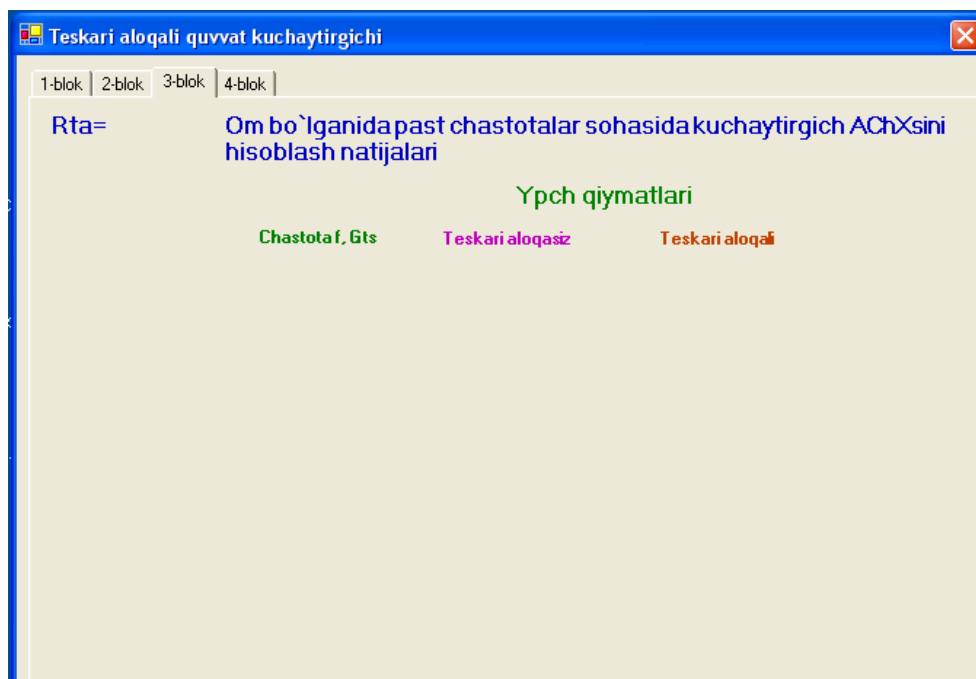 Teskari aloqali quvvat kuchaytirgichi
1-blok 2-blok 3-blok 4-blok
Rta= Om bo`lganida past chastotalar sohasida kuchaytirgich AChXsini
hisoblash natijalari
Ypch qiymatlari
Chastota f, Gts Teskari aloqasiz Teskari aloqali